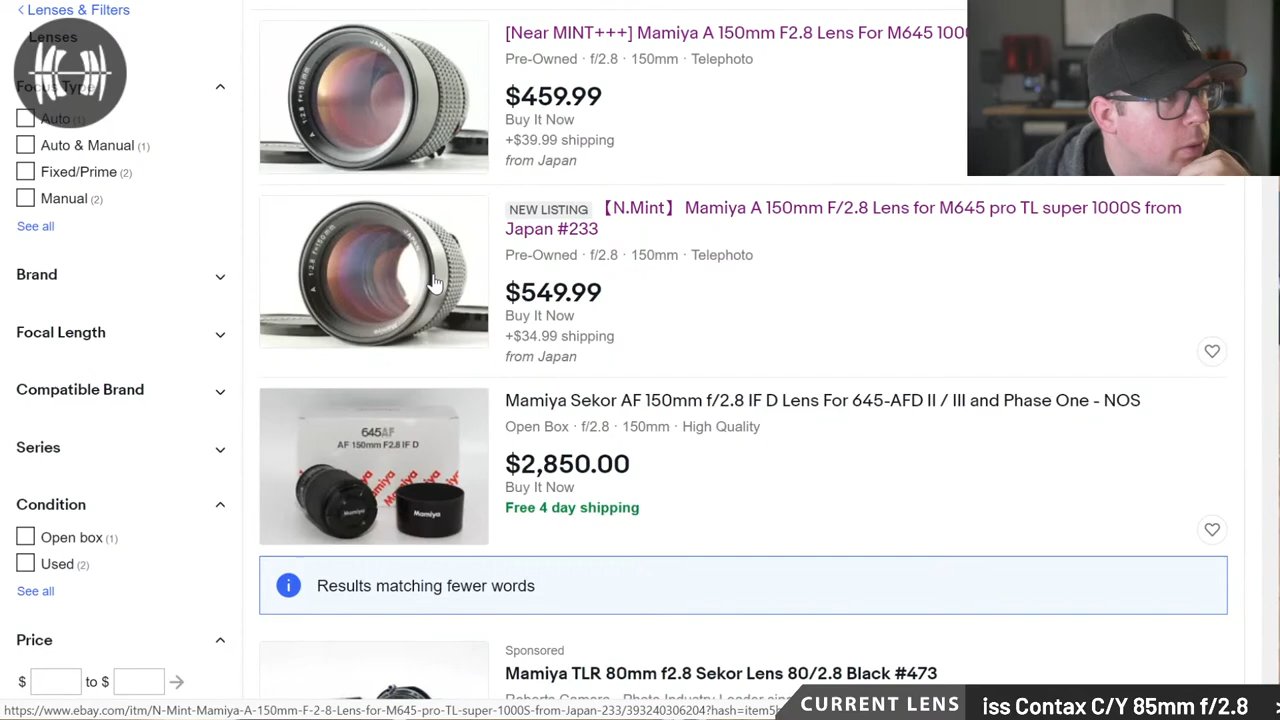 Lenses & Filters
Lenses
Focus Type
Auto (1)
Auto & Manual (1)
Fixed/Prime (2)
Manual (2)
See all
Brand
Focal Length
Compatible Brand
Series
Condition
Open box (1)
Used (2)
See all
Price
$ to $
[Near MINT+++] Mamiya A 150mm F2.8 Lens For M645 100
Pre-Owned · f/2.8 · 150mm · Telephoto
$459.99
Buy It Now
+$39.99 shipping
from Japan
NEW LISTING 【N.Mint】 Mamiya A 150mm F/2.8 Lens for M645 pro TL super 1000S from
Japan #233
Pre-Owned · f/2.8 · 150mm · Telephoto
$549.99
Buy It Now
+$34.99 shipping
from Japan
645AF
AF 150mm F2.8 IF D
Mamiya
Mamiya
Mamiya Sekor AF 150mm f/2.8 IF D Lens For 645-AFD II / III and Phase One - NOS
Open Box · f/2.8 · 150mm · High Quality
$2,850.00
Buy It Now
Free 4 day shipping
Results matching fewer words
Sponsored
Mamiya TLR 80mm f2.8 Sekor Lens 80/2.8 Black #473
https://www.ebay.com/itm/N-Mint-Mamiya-A-150mm-F-2-8-Lens-for-M645-pro-TL-super-1000S-from-Japan-233/393240306204?hash=item5b
CURRENT LENS iss Contax C/Y 85mm f/2.8